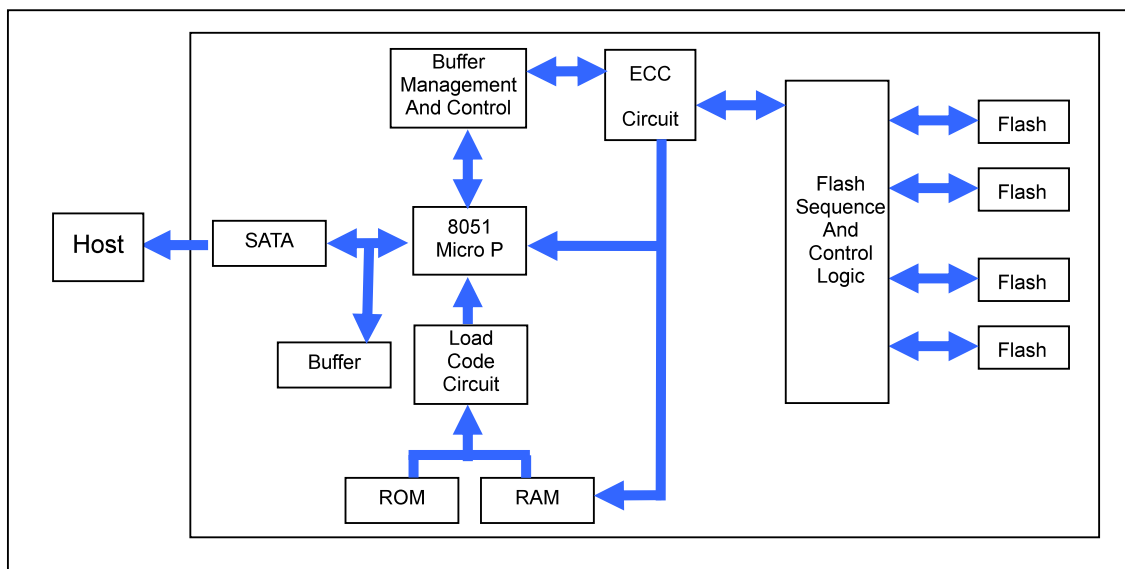 Buffer
Management
And Control
ECC
Circuit
Flash
Flash
Flash
Sequence
And
Control
Logic
Host
SATA
8051
Micro P
Flash
Flash
Buffer
Load
Code
Circuit
ROM
RAM